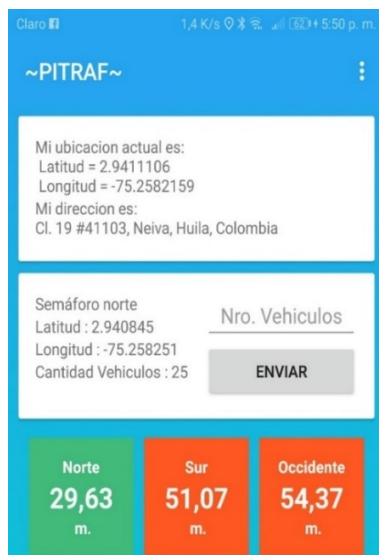 Claro 1,4 K/s 62 5:50 p. m.
~PITRAF~
Mi ubicacion actual es:
Latitud = 2.9411106
Longitud = -75.2582159
Mi direccion es:
Cl. 19 #41103, Neiva, Huila, Colombia
Semáforo norte
Latitud : 2.940845
Longitud : -75.258251
Cantidad Vehiculos : 25
Nro. Vehiculos
ENVIAR
Norte
29,63
m.
Sur
51,07
m.
Occidente
54,37
m.